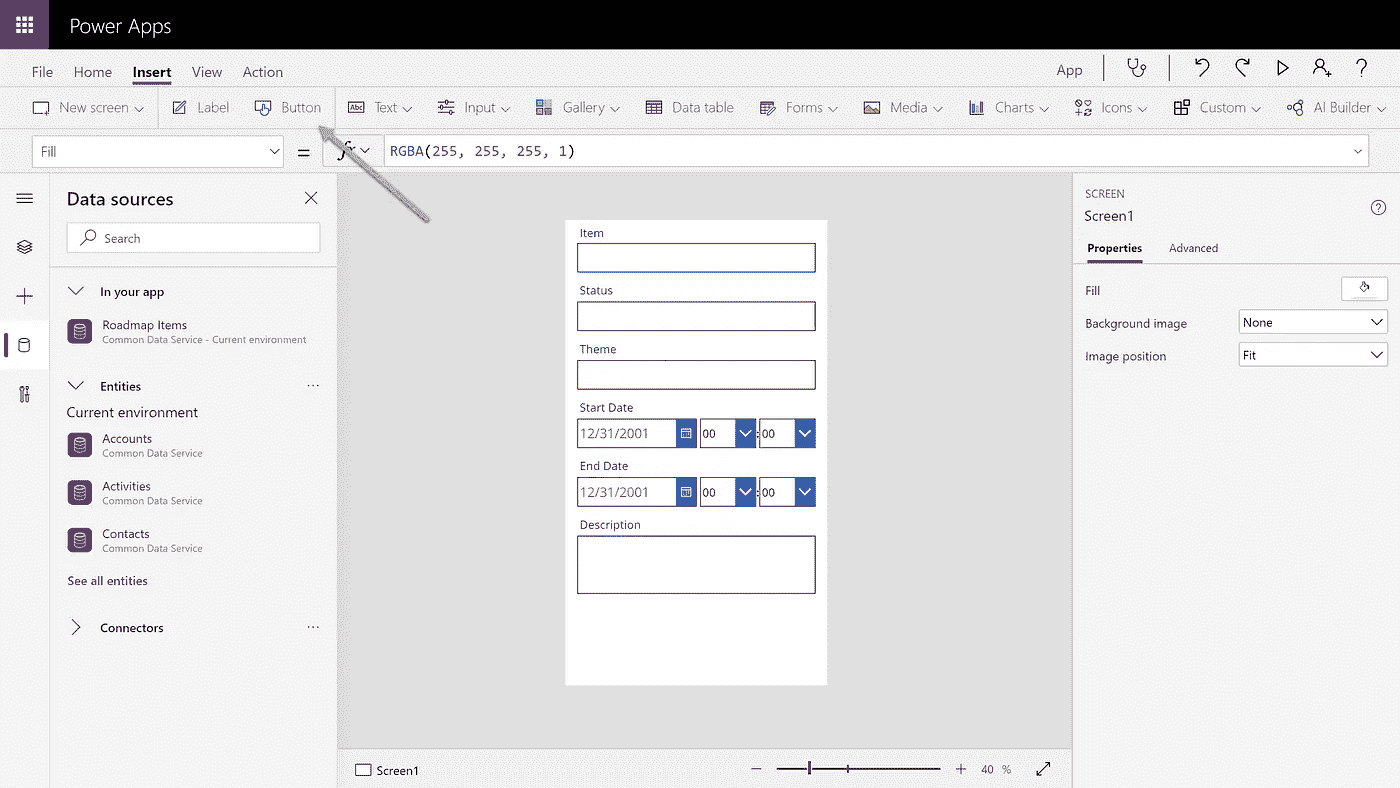 Power Apps
File Home Insert View Action App
New screen Label Button Abc Text Input Gallery Data table Forms Media Charts Icons Custom AI Builder
Fill = fx RGBA(255, 255, 255, 1)
Data sources
Search
In your app
Roadmap Items
Common Data Service - Current environment
Entities ...
Current environment
Accounts
Common Data Service
Activities
Common Data Service
Contacts
Common Data Service
See all entities
Connectors ...
Item
Status
Theme
Start Date
12/31/2001 00 : 00
End Date
12/31/2001 00 : 00
Description
Screen1 40 %
SCREEN
Screen1
Properties Advanced
Fill
Background image None
Image position Fit